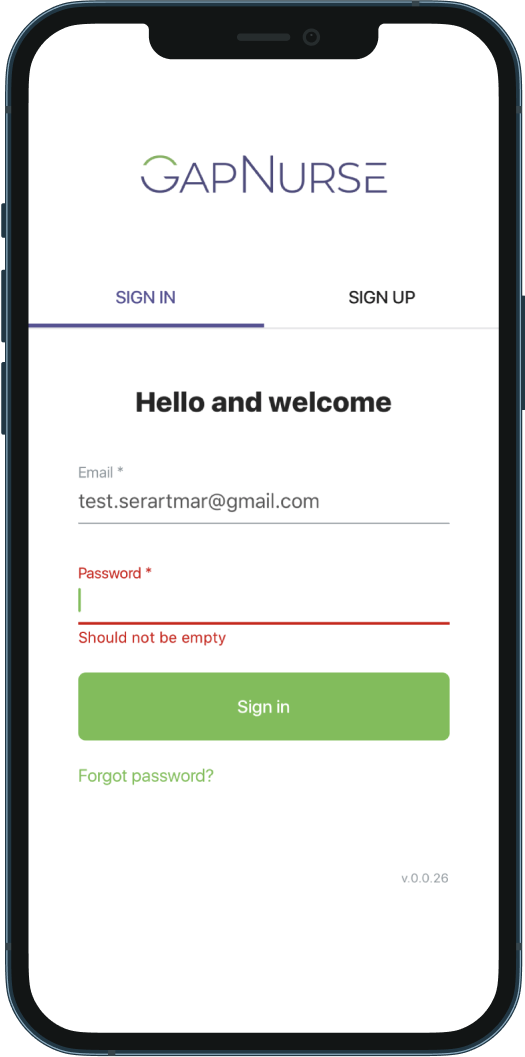 GAPNURSE
SIGN IN
SIGN UP
Hello and welcome
Email *
test.serartmar@gmail.com
Password *
Should not be empty
Sign in
Forgot password?
v.0.0.26